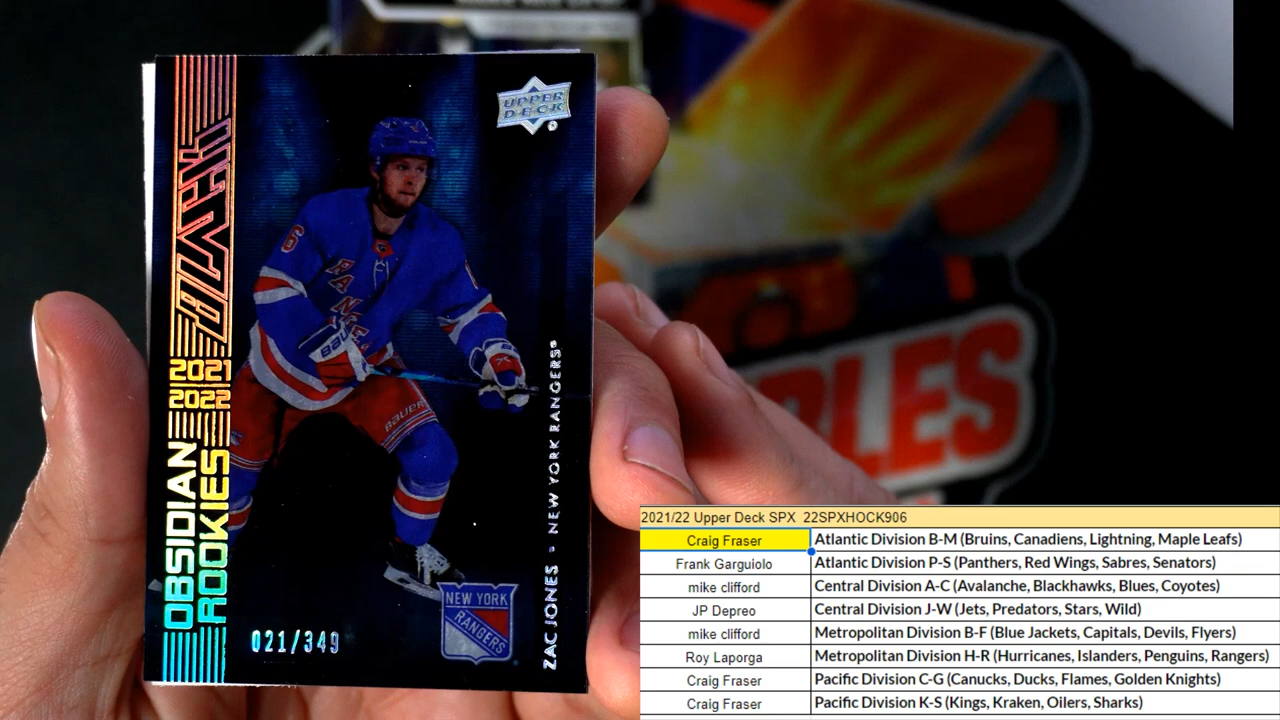 UPPER DECK
BLACK
2021
2022
OBSIDIAN
ROOKIES
6
RANGE
BAUER
ZAC JONES - NEW YORK RANGERS®
021/349
NEW YORK
RANGERS
2021/22 Upper Deck SPX 22SPXHOCK906
Craig Fraser Atlantic Division B-M (Bruins, Canadiens, Lightning, Maple Leafs)
Frank Garguiolo Atlantic Division P-S (Panthers, Red Wings, Sabres, Senators)
mike clifford Central Division A-C (Avalanche, Blackhawks, Blues, Coyotes)
JP Depreo Central Division J-W (Jets, Predators, Stars, Wild)
mike clifford Metropolitan Division B-F (Blue Jackets, Capitals, Devils, Flyers)
Roy Laporga Metropolitan Division H-R (Hurricanes, Islanders, Penguins, Rangers)
Craig Fraser Pacific Division C-G (Canucks, Ducks, Flames, Golden Knights)
Craig Fraser Pacific Division K-S (Kings, Kraken, Oilers, Sharks)